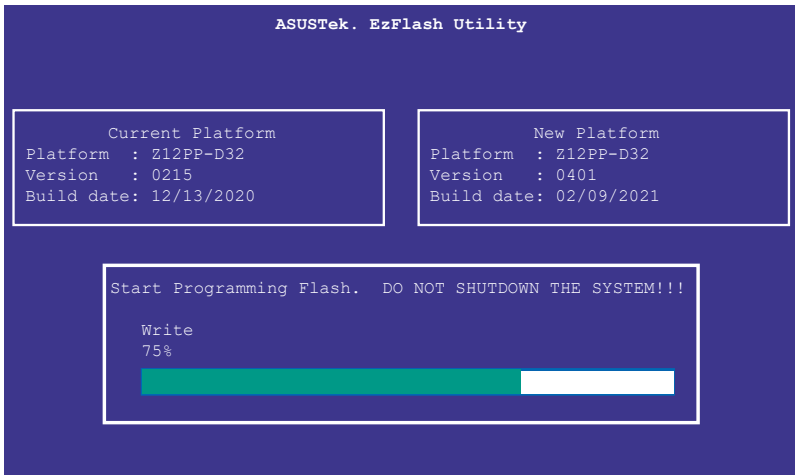 ASUSTek. EzFlash Utility
Current Platform
Platform : Z12PP-D32
Version : 0215
Build date: 12/13/2020
New Platform
Platform : Z12PP-D32
Version : 0401
Build date: 02/09/2021
Start Programming Flash. DO NOT SHUTDOWN THE SYSTEM!!!
Write
75%